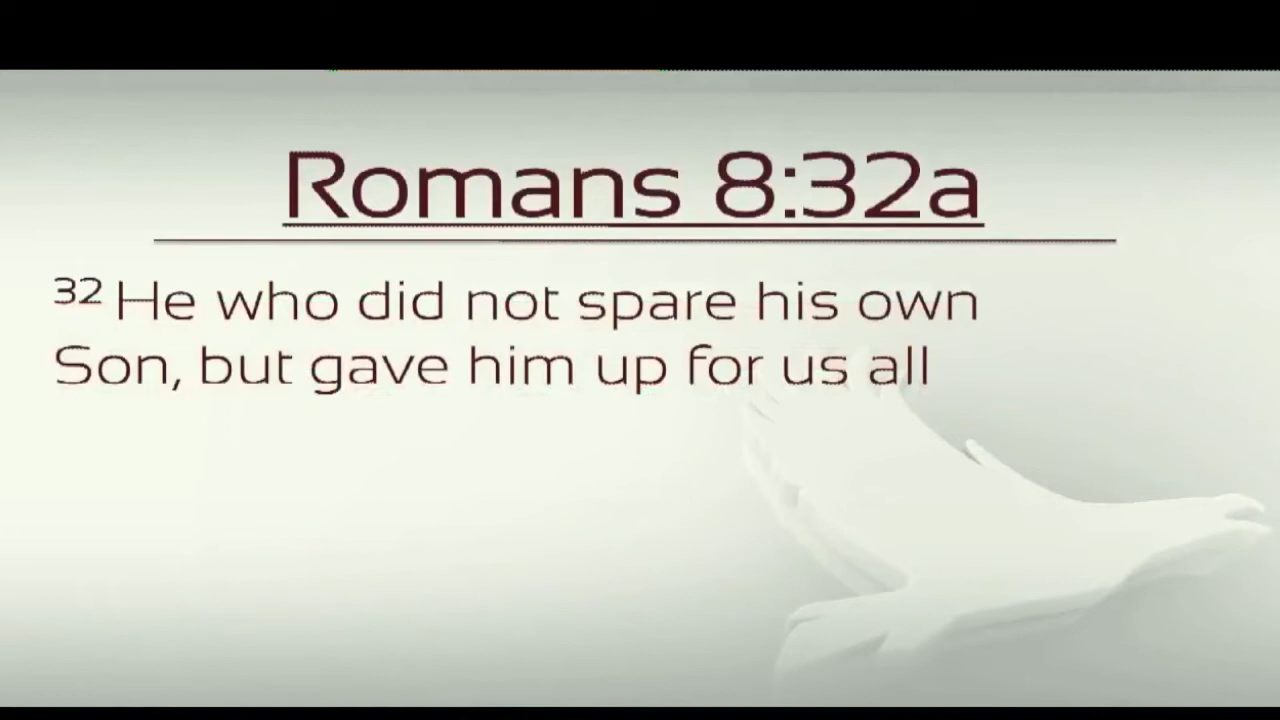 Romans 8:32a
32 He who did not spare his own
Son, but gave him up for us all